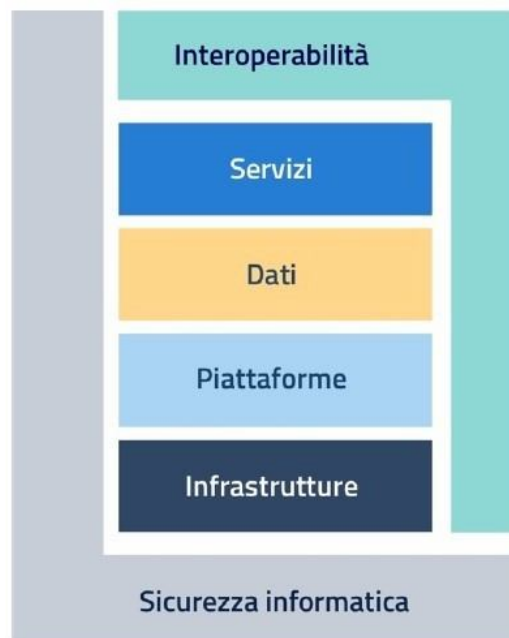 Interoperabilità
Servizi
Dati
Piattaforme
Infrastrutture
Sicurezza informatica